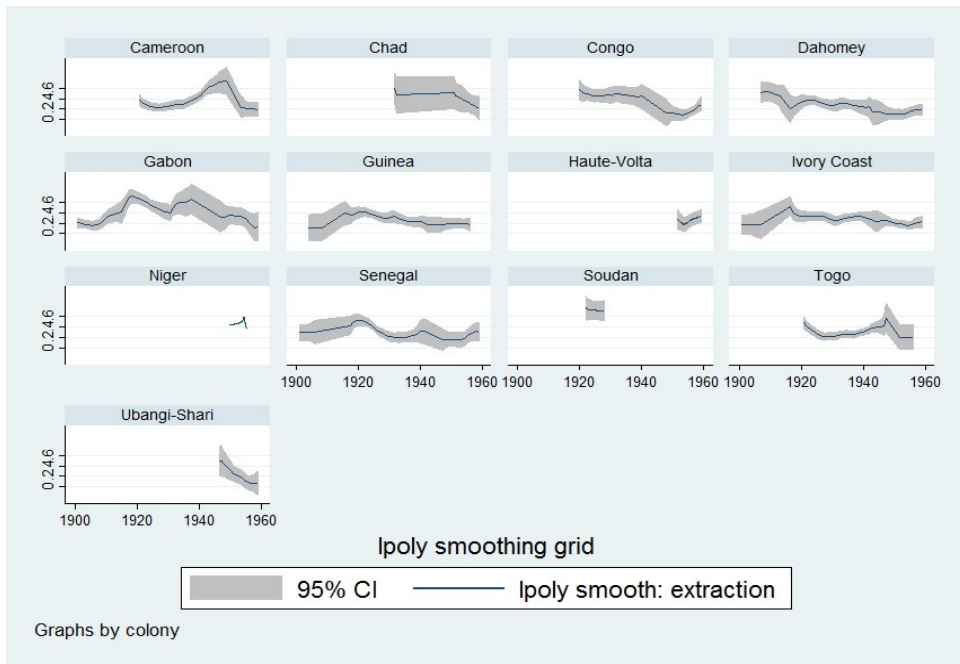 Cameroon Chad Congo Dahomey
0 .2 .4 .6
Gabon Guinea Haute-Volta Ivory Coast
0 .2 .4 .6
Niger Senegal Soudan Togo
0 .2 .4 .6
1900 1920 1940 1960 1900 1920 1940 1960 1900 1920 1940 1960
Ubangi-Shari
0 .2 .4 .6
1900 1920 1940 1960
lpoly smoothing grid
95% CI lpoly smooth: extraction
Graphs by colony